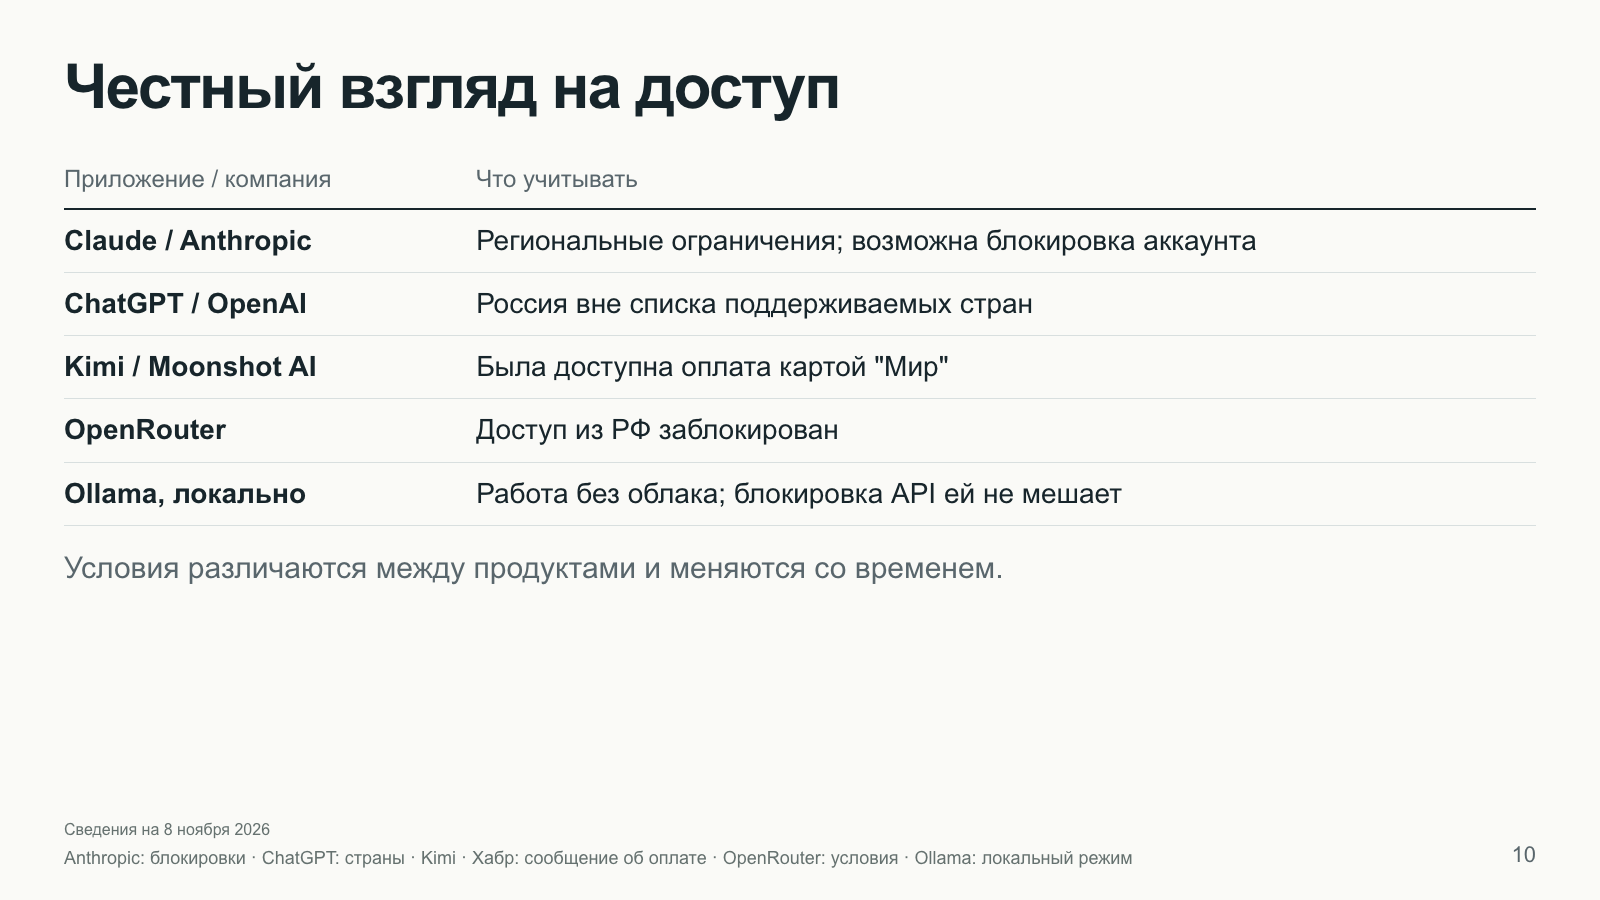 Честный взгляд на доступ
Приложение / компания Что учитывать
Claude / Anthropic Региональные ограничения; возможна блокировка аккаунта
ChatGPT / OpenAI Россия вне списка поддерживаемых стран
Kimi / Moonshot AI Была доступна оплата картой "Мир"
OpenRouter Доступ из РФ заблокирован
Ollama, локально Работа без облака; блокировка API ей не мешает
Условия различаются между продуктами и меняются со временем.
Сведения на 8 ноября 2026
Anthropic: блокировки · ChatGPT: страны · Kimi · Хабр: сообщение об оплате · OpenRouter: условия · Ollama: локальный режим
10